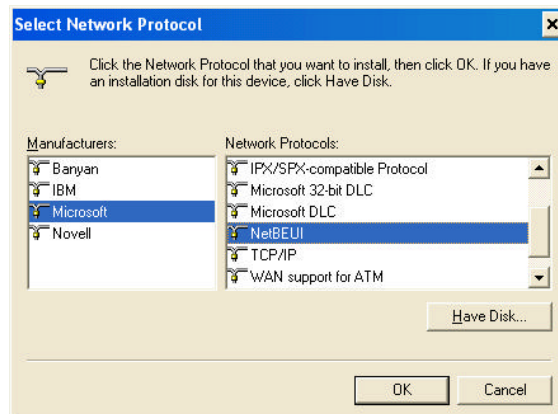 Select Network Protocol
Click the Network Protocol that you want to install, then click OK. If you have
an installation disk for this device, click Have Disk.
Manufacturers:
Banyan
IBM
Microsoft
Novell
Network Protocols:
IPX/SPX-compatible Protocol
Microsoft 32-bit DLC
Microsoft DLC
NetBEUI
TCP/IP
WAN support for ATM
Have Disk...
OK
Cancel